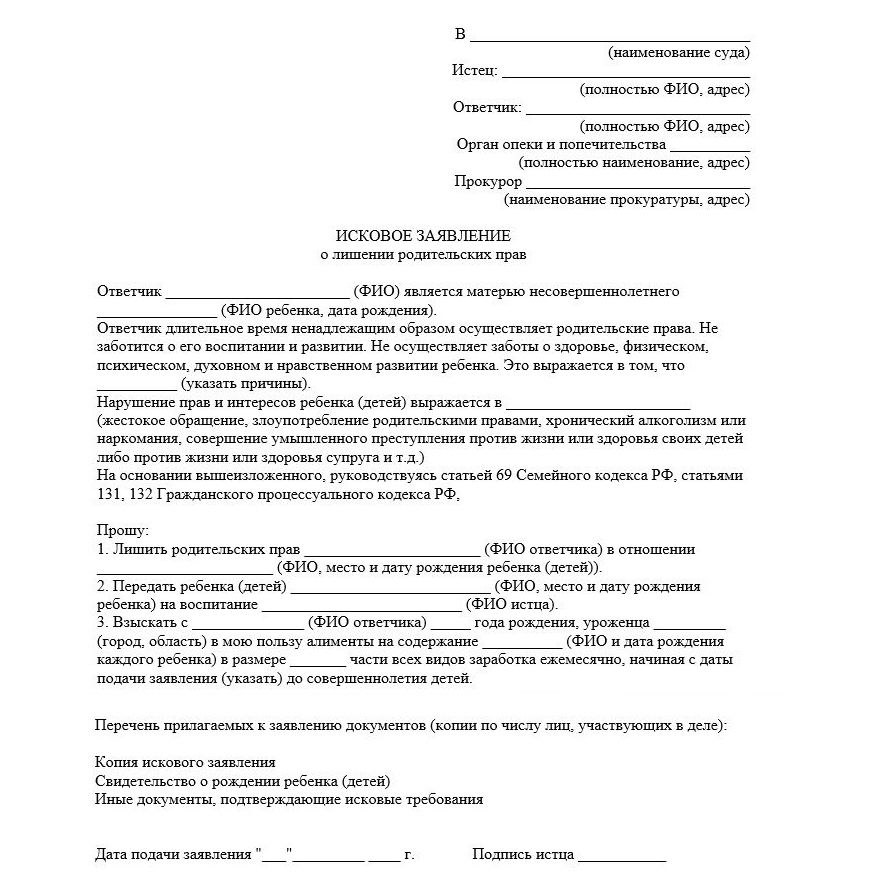 В ___________________________________
(наименование суда)
Истец: _______________________________
(полностью ФИО, адрес)
Ответчик: ____________________________
(полностью ФИО, адрес)
Орган опеки и попечительства __________
(полностью наименование, адрес)
Прокурор ____________________________
(наименование прокуратуры, адрес)
ИСКОВОЕ ЗАЯВЛЕНИЕ
о лишении родительских прав
Ответчик _______________________ (ФИО) является матерью несовершеннолетнего
_______________ (ФИО ребенка, дата рождения).
Ответчик длительное время ненадлежащим образом осуществляет родительские права. Не
заботится о его воспитании и развитии. Не осуществляет заботы о здоровье, физическом,
психическом, духовном и нравственном развитии ребенка. Это выражается в том, что
__________ (указать причины).
Нарушение прав и интересов ребенка (детей) выражается в _______________________
(жестокое обращение, злоупотребление родительскими правами, хронический алкоголизм или
наркомания, совершение умышленного преступления против жизни или здоровья своих детей
либо против жизни или здоровья супруга и т.д.)
На основании вышеизложенного, руководствуясь статьей 69 Семейного кодекса РФ, статьями
131, 132 Гражданского процессуального кодекса РФ,
Прошу:
1. Лишить родительских прав ______________________ (ФИО ответчика) в отношении
______________________ (ФИО, место и дату рождения ребенка (детей)).
2. Передать ребенка (детей) _________________________ (ФИО, место и дату рождения
ребенка) на воспитание _________________________ (ФИО истца).
3. Взыскать с ______________ (ФИО ответчика) _____ года рождения, уроженца _________
(город, область) в мою пользу алименты на содержание __________ (ФИО и дата рождения
каждого ребенка) в размере _______ части всех видов заработка ежемесячно, начиная с даты
подачи заявления (указать) до совершеннолетия детей.
Перечень прилагаемых к заявлению документов (копии по числу лиц, участвующих в деле):
Копия искового заявления
Свидетельство о рождении ребенка (детей)
Иные документы, подтверждающие исковые требования
Дата подачи заявления "___"_________ ____ г. Подпись истца ___________